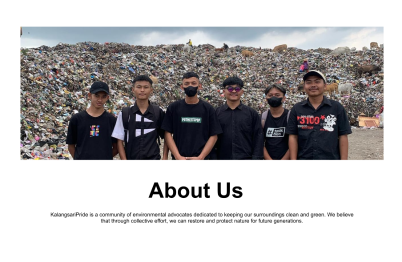 About Us
KalangsariPride is a community of environmental advocates dedicated to keeping our surroundings clean and green. We believe
that through collective effort, we can restore and protect nature for future generations.